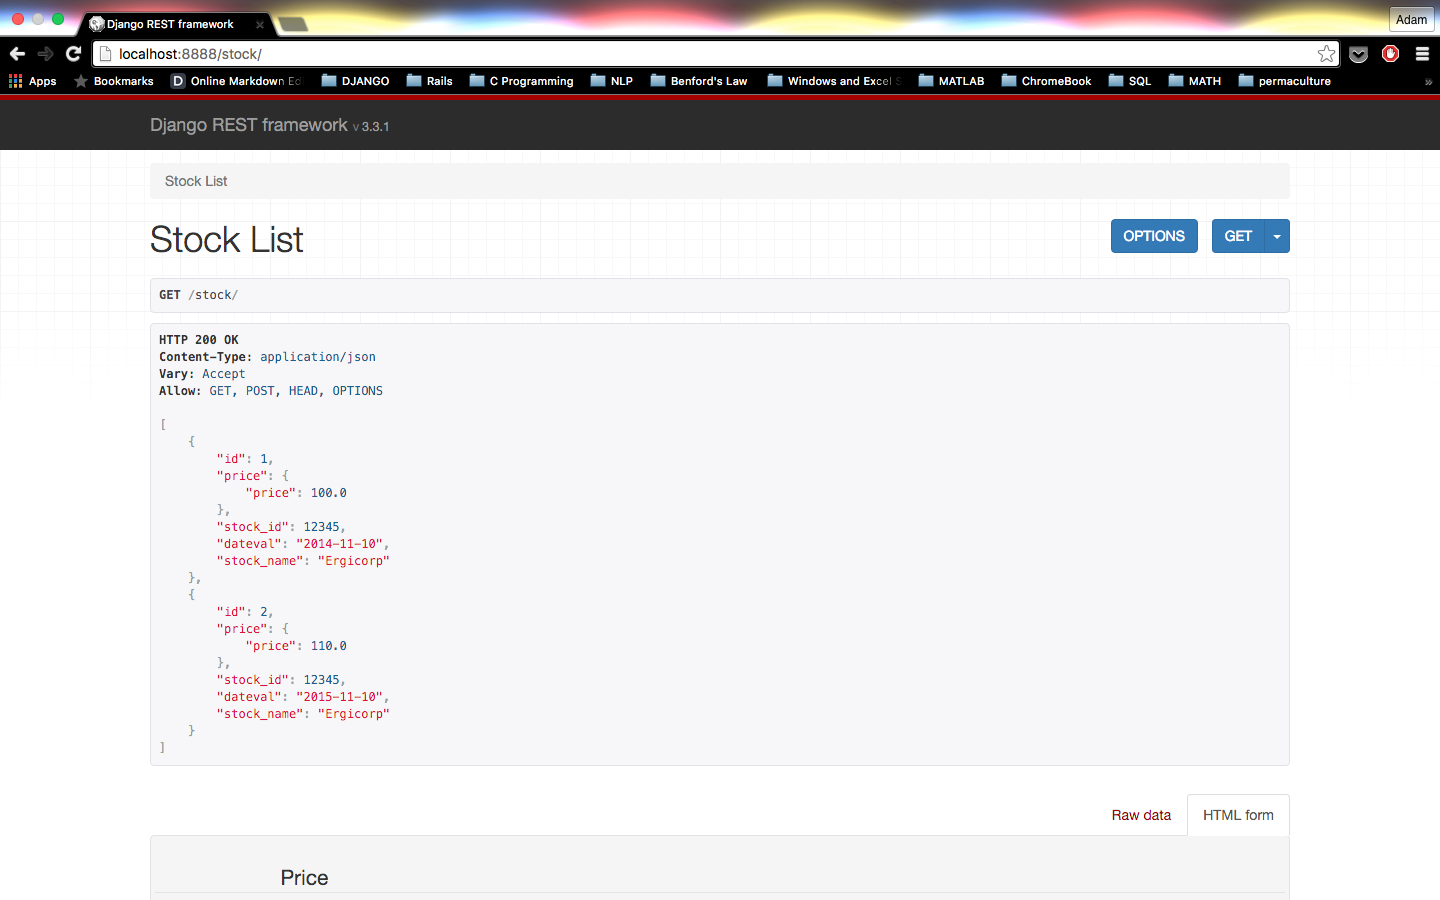 Django REST framework
Adam
localhost:8888/stock/
Apps Bookmarks Online Markdown DJANGO Rails C Programming NLP Benford's Law Windows and Excel MATLAB ChromeBook SQL MATH permaculture »
Django REST framework v 3.3.1
Stock List
Stock List
OPTIONS GET
GET /stock/
HTTP 200 OK
Content-Type: application/json
Vary: Accept
Allow: GET, POST, HEAD, OPTIONS
[
    {
        "id": 1,
        "price": {
            "price": 100.0
        },
        "stock_id": 12345,
        "dateval": "2014-11-10",
        "stock_name": "Ergicorp"
    },
    {
        "id": 2,
        "price": {
            "price": 110.0
        },
        "stock_id": 12345,
        "dateval": "2015-11-10",
        "stock_name": "Ergicorp"
    }
]
Raw data HTML form
Price